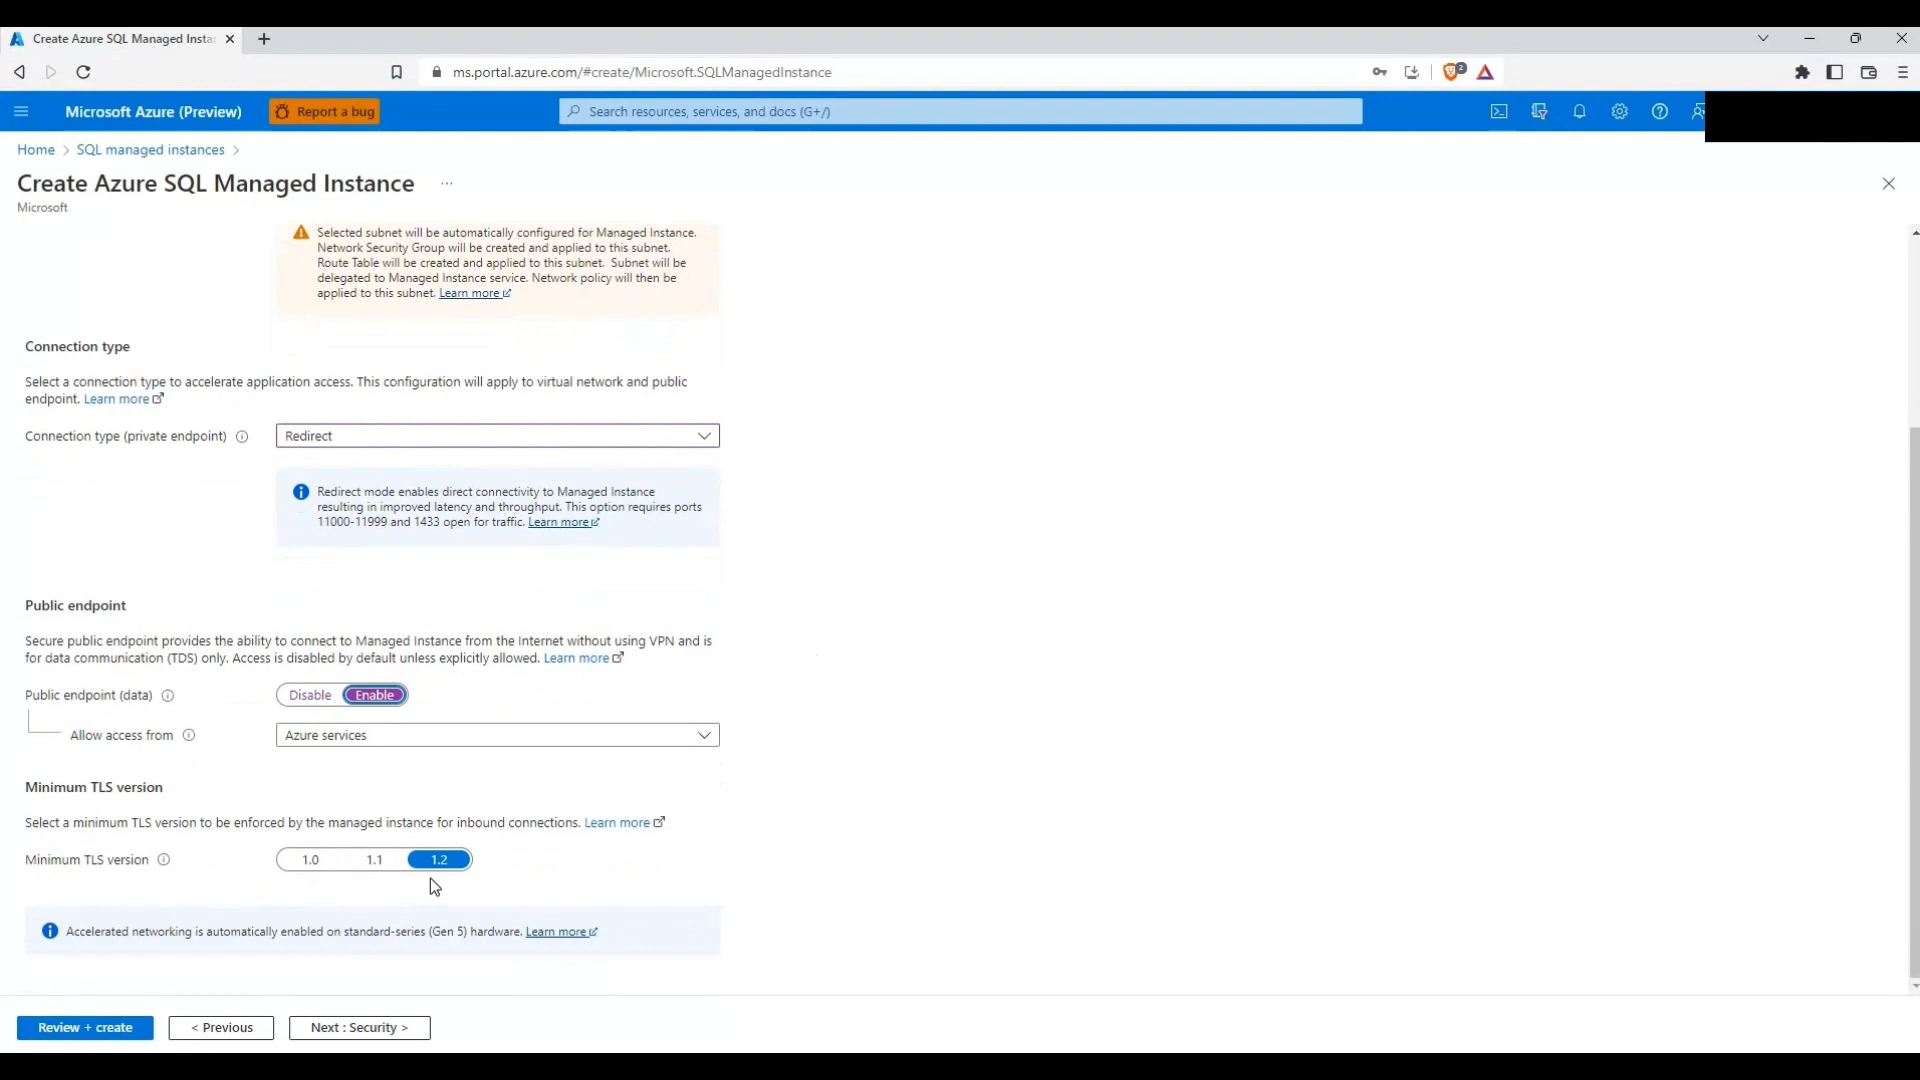 Create Azure SQL Managed Insta
ms.portal.azure.com/#create/Microsoft.SQLManagedInstance
2
Microsoft Azure (Preview)
Report a bug
Search resources, services, and docs (G+/)
Home > SQL managed instances >
Create Azure SQL Managed Instance ...
Microsoft
Selected subnet will be automatically configured for Managed Instance.
Network Security Group will be created and applied to this subnet.
Route Table will be created and applied to this subnet. Subnet will be
delegated to Managed Instance service. Network policy will then be
applied to this subnet. Learn more
Connection type
Select a connection type to accelerate application access. This configuration will apply to virtual network and public
endpoint. Learn more
Connection type (private endpoint)
Redirect
Redirect mode enables direct connectivity to Managed Instance
resulting in improved latency and throughput. This option requires ports
11000-11999 and 1433 open for traffic. Learn more
Public endpoint
Secure public endpoint provides the ability to connect to Managed Instance from the Internet without using VPN and is
for data communication (TDS) only. Access is disabled by default unless explicitly allowed. Learn more
Public endpoint (data)
Disable Enable
Allow access from
Azure services
Minimum TLS version
Select a minimum TLS version to be enforced by the managed instance for inbound connections. Learn more
Minimum TLS version
1.0 1.1 1.2
Accelerated networking is automatically enabled on standard-series (Gen 5) hardware. Learn more
Review + create
< Previous
Next : Security >